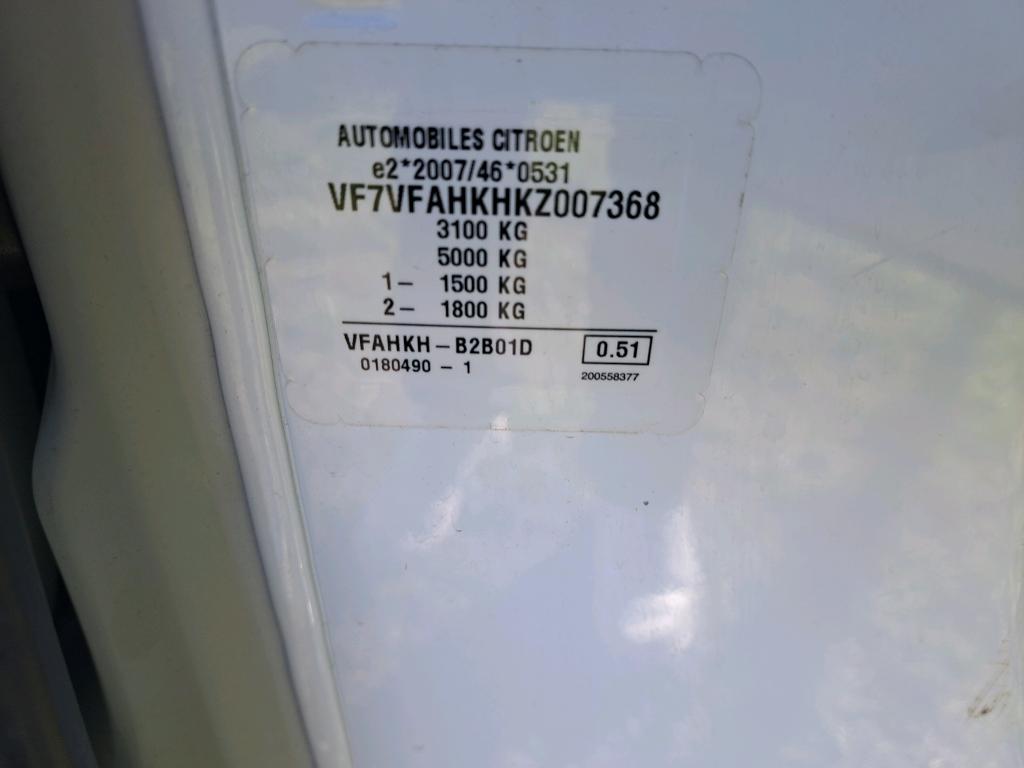 AUTOMOBILES CITROEN
e2*2007/46*0531
VF7VFAHKHKZ007368
3100 KG
5000 KG
1- 1500 KG
2- 1800 KG
VFAHKH-B2B01D 0.51
0180490-1 200558377